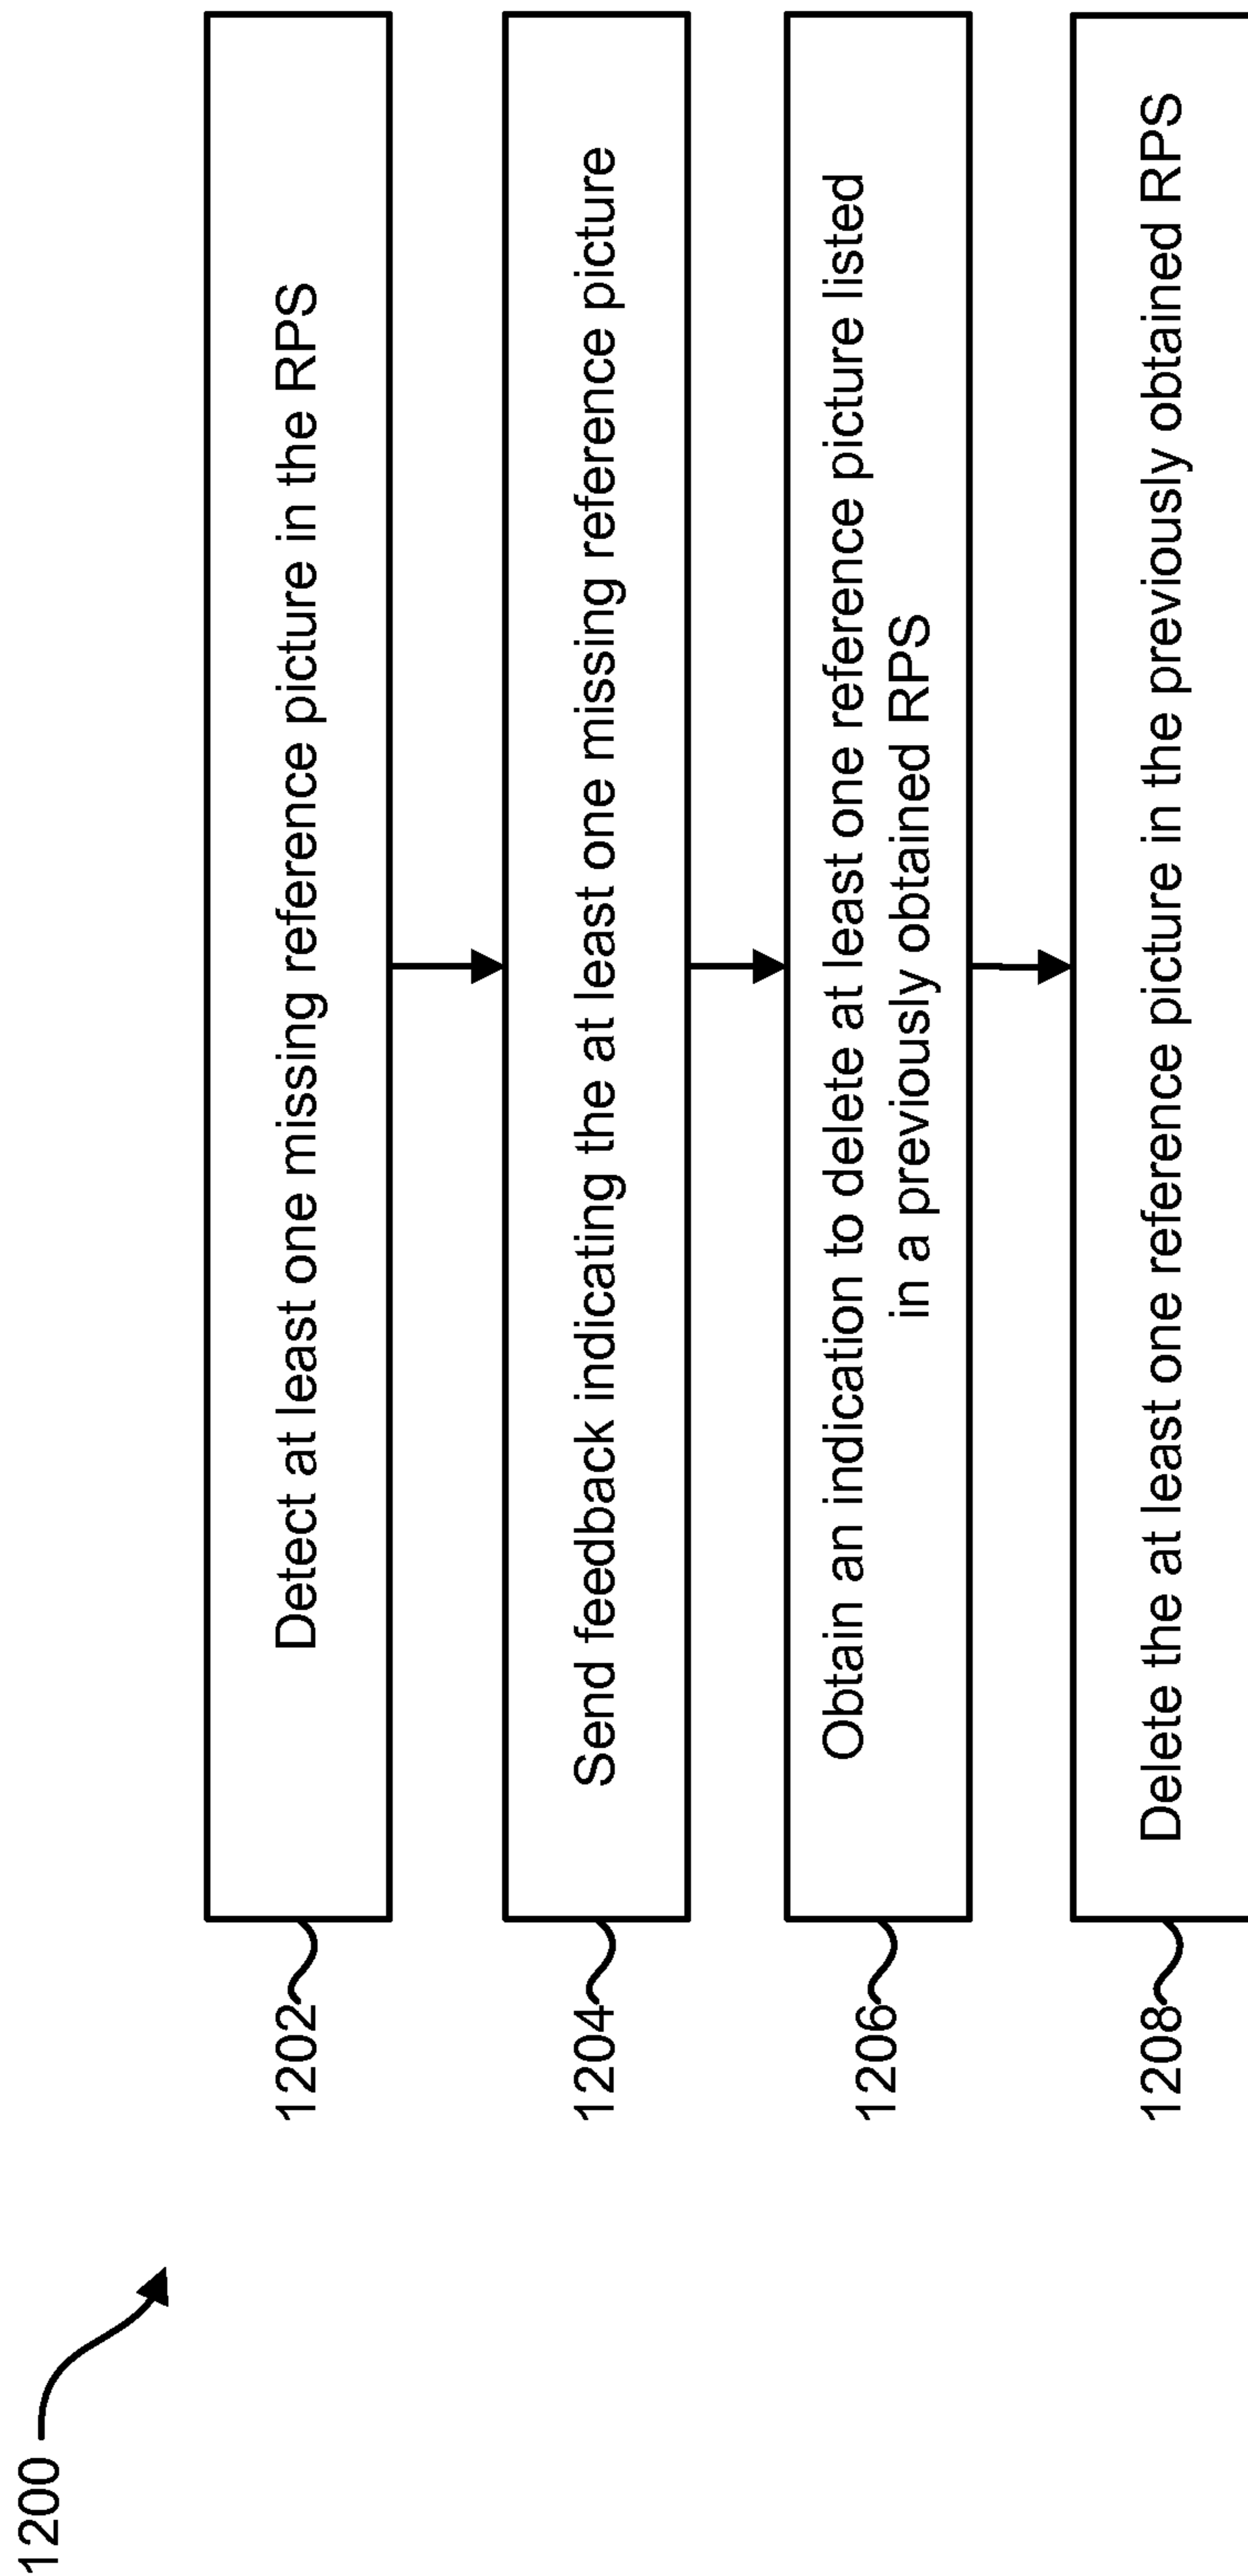 1200
1202
Detect at least one missing reference picture in the RPS
1204
Send feedback indicating the at least one missing reference picture
1206
Obtain an indication to delete at least one reference picture listed
in a previously obtained RPS
1208
Delete the at least one reference picture in the previously obtained RPS